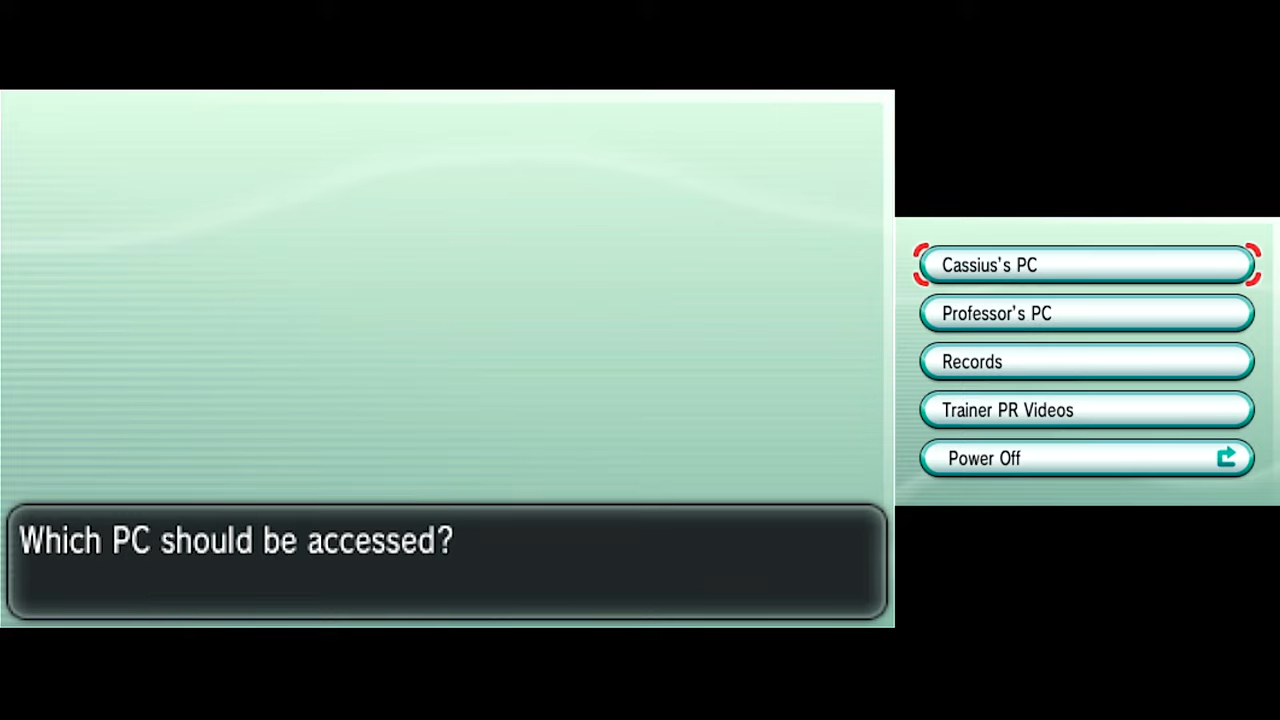 Which PC should be accessed?
Cassius's PC
Professor's PC
Records
Trainer PR Videos
Power Off